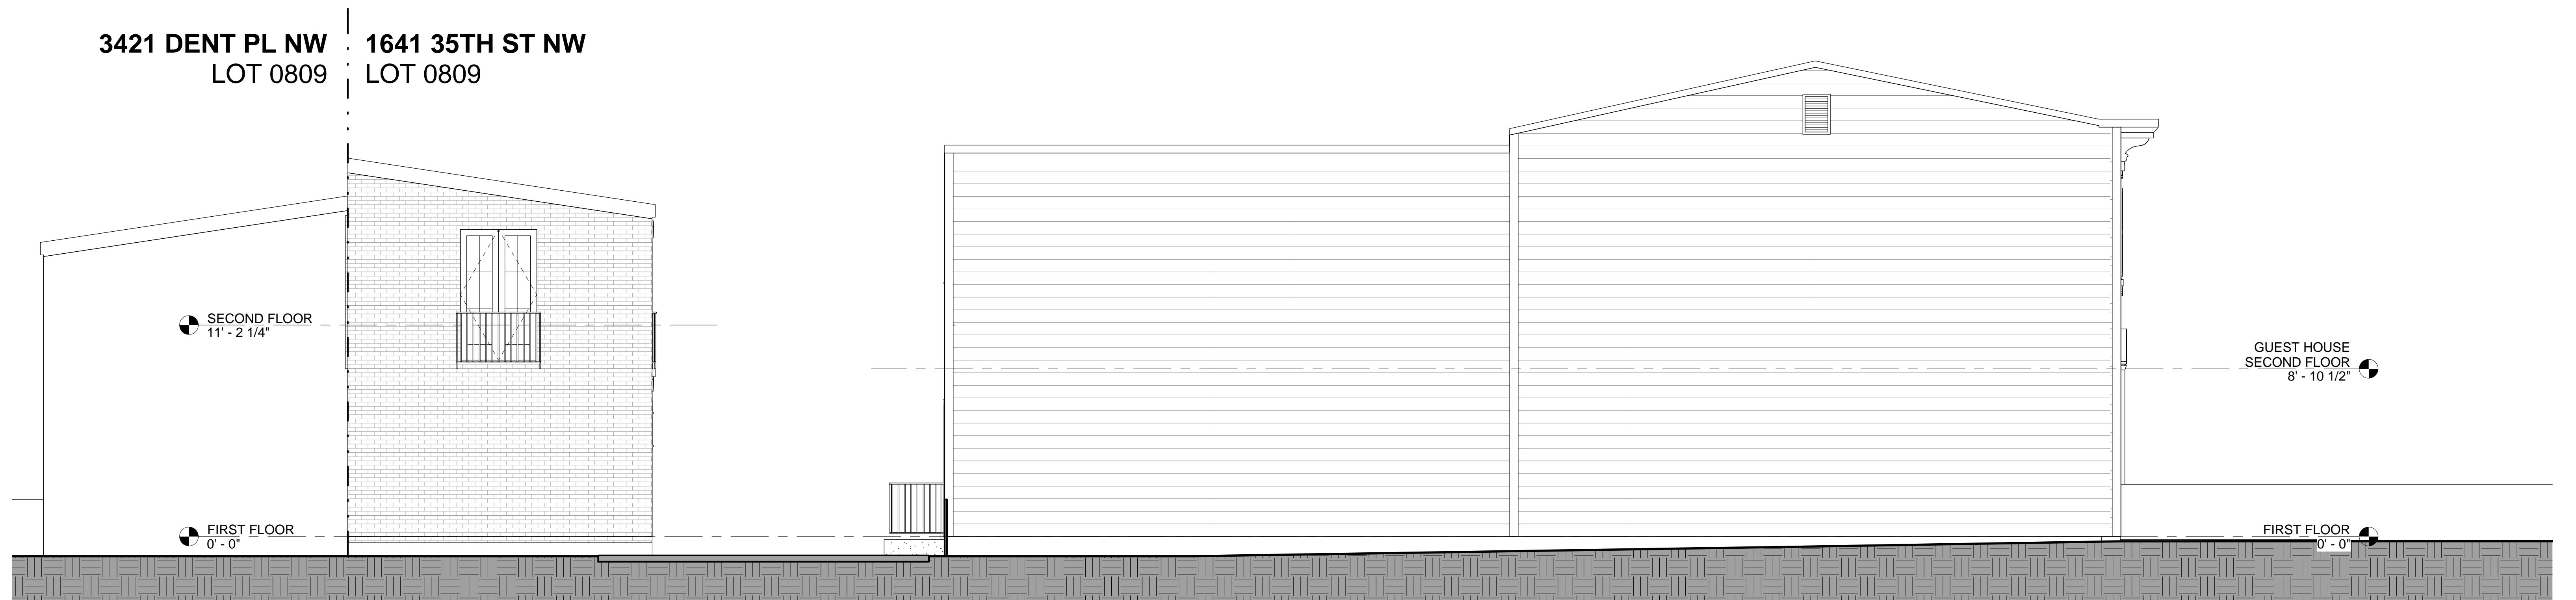 3421 DENT PL NW
LOT 0809
1641 35TH ST NW
LOT 0809
SECOND FLOOR
11' - 2 1/4"
GUEST HOUSE
SECOND FLOOR
8' - 10 1/2"
FIRST FLOOR
0' - 0"
FIRST FLOOR
0' - 0"